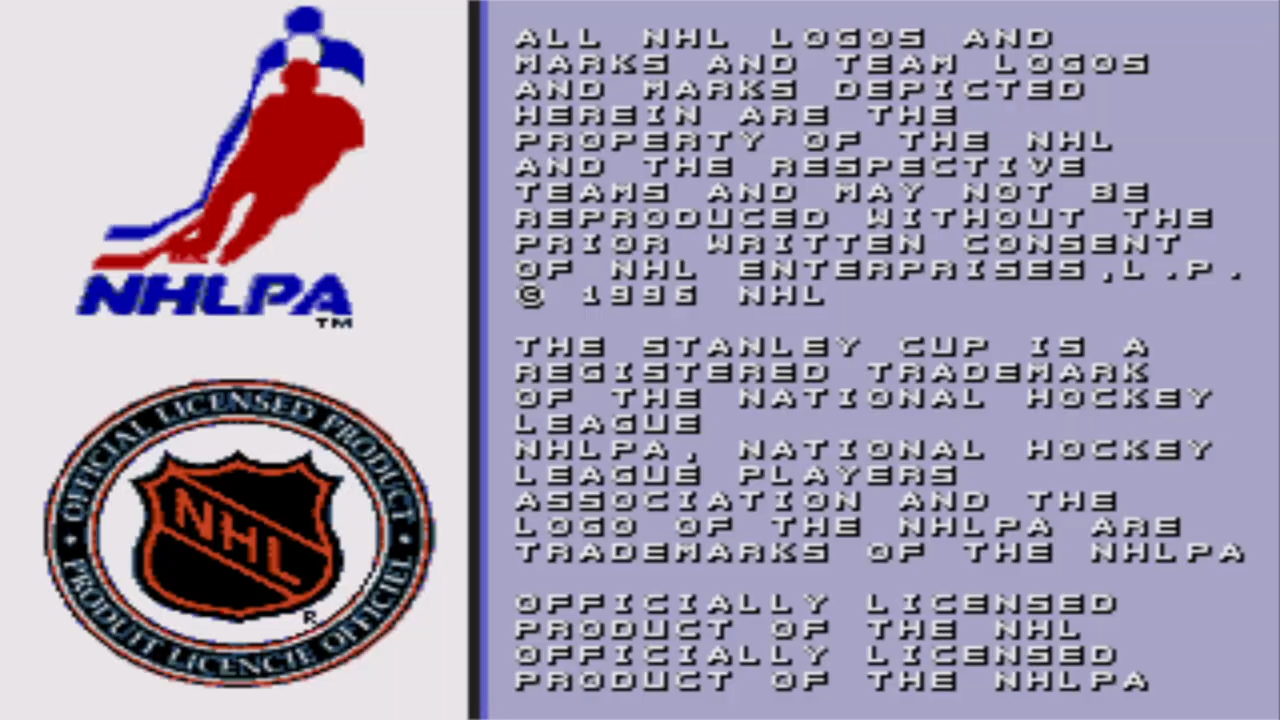 NHLPA
TM
OFFICIAL LICENSED PRODUCT
NHL
R
PRODUIT LICENCIE OFFICIEL
ALL NHL LOGOS AND
MARKS AND TEAM LOGOS
AND MARKS DEPICTED
HEREIN ARE THE
PROPERTY OF THE NHL
AND THE RESPECTIVE
TEAMS AND MAY NOT BE
REPRODUCED WITHOUT THE
PRIOR WRITTEN CONSENT
OF NHL ENTERPRISES,L.P.
© 1996 NHL
THE STANLEY CUP IS A
REGISTERED TRADEMARK
OF THE NATIONAL HOCKEY
LEAGUE
NHLPA, NATIONAL HOCKEY
LEAGUE PLAYERS
ASSOCIATION AND THE
LOGO OF THE NHLPA ARE
TRADEMARKS OF THE NHLPA
OFFICIALLY LICENSED
PRODUCT OF THE NHL
OFFICIALLY LICENSED
PRODUCT OF THE NHLPA